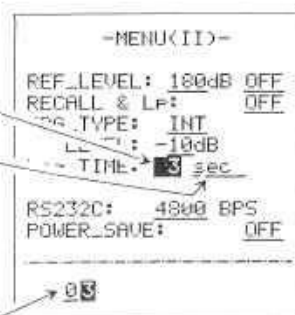 -MENU(II)-
REF_LEVEL: 180dB OFF
RECALL & LP: OFF
TYPE: INT
-10dB
TIME: 3 sec
RS232C: 4800 BPS
POWER_SAVE: OFF
03